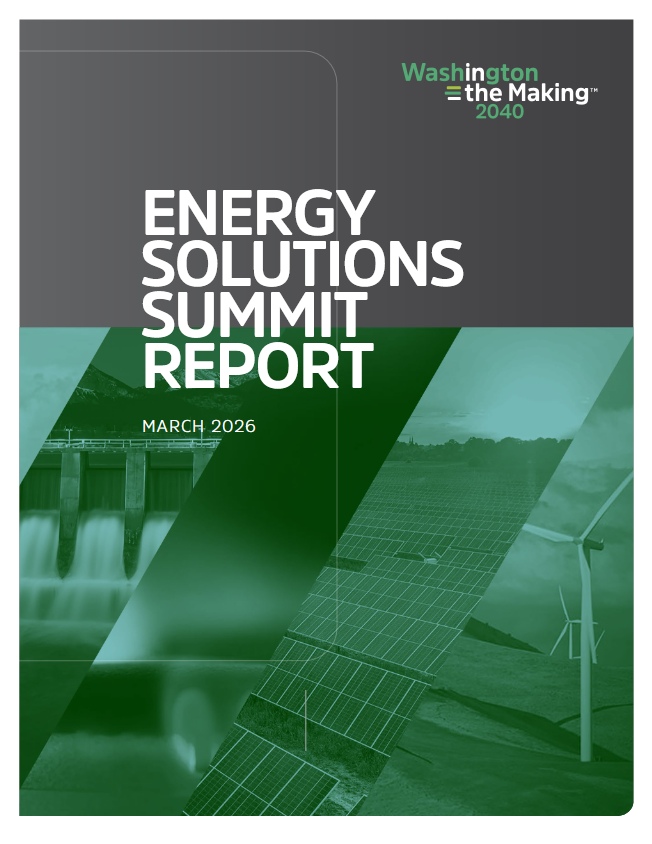 Washington
the Making™
2040
ENERGY
SOLUTIONS
SUMMIT
REPORT
MARCH 2026